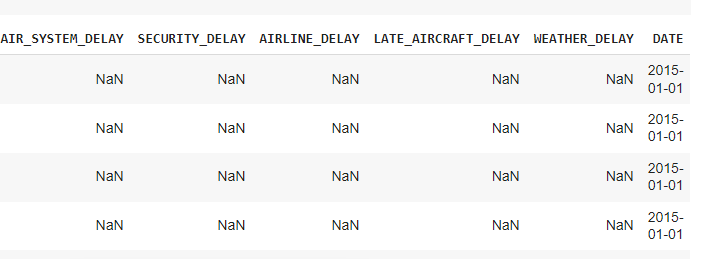 AIR_SYSTEM_DELAY SECURITY_DELAY AIRLINE_DELAY LATE_AIRCRAFT_DELAY WEATHER_DELAY DATE
NaN NaN NaN NaN NaN 2015-
01-01
NaN NaN NaN NaN NaN 2015-
01-01
NaN NaN NaN NaN NaN 2015-
01-01
NaN NaN NaN NaN NaN 2015-
01-01